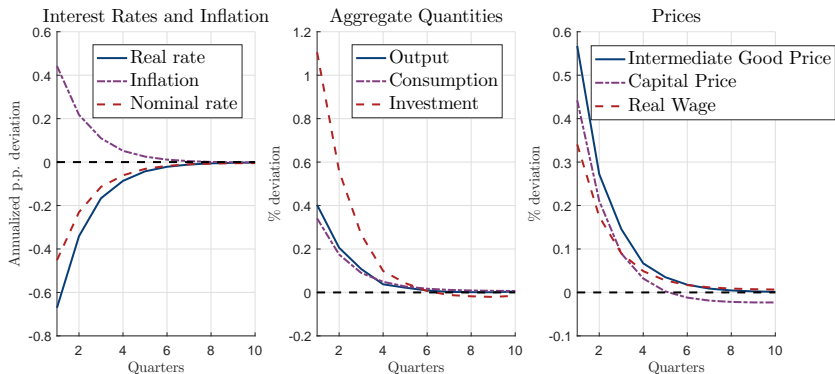 Interest Rates and Inflation
Annualized p.p. deviation
0.6
0.4
0.2
0
-0.2
-0.4
-0.6
-0.8
Real rate
Inflation
Nominal rate
2 4 6 8 10
Quarters
Aggregate Quantities
% deviation
1.2
1
0.8
0.6
0.4
0.2
0
-0.2
Output
Consumption
Investment
2 4 6 8 10
Quarters
Prices
% deviation
0.6
0.5
0.4
0.3
0.2
0.1
0
-0.1
Intermediate Good Price
Capital Price
Real Wage
2 4 6 8 10
Quarters